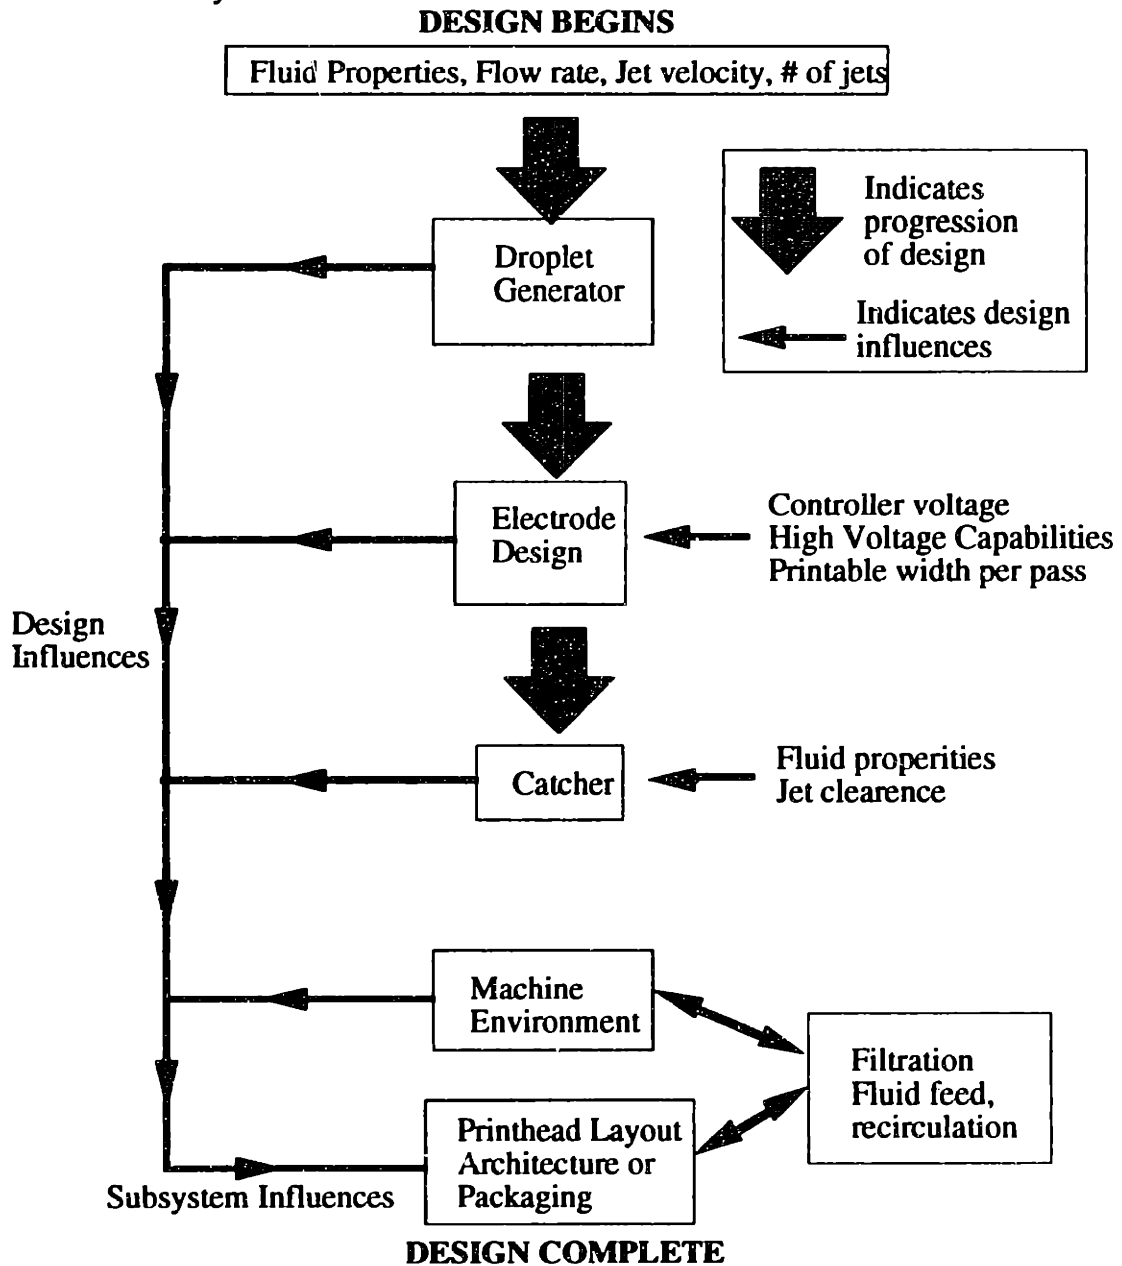 DESIGN BEGINS
Fluid Properties, Flow rate, Jet velocity, # of jets
Indicates
progression
of design
Indicates design
influences
Droplet
Generator
Electrode
Design
Controller voltage
High Voltage Capabilities
Printable width per pass
Design
Influences
Catcher
Fluid properities
Jet clearence
Machine
Environment
Filtration
Fluid feed,
recirculation
Printhead Layout
Architecture or
Packaging
Subsystem Influences
DESIGN COMPLETE